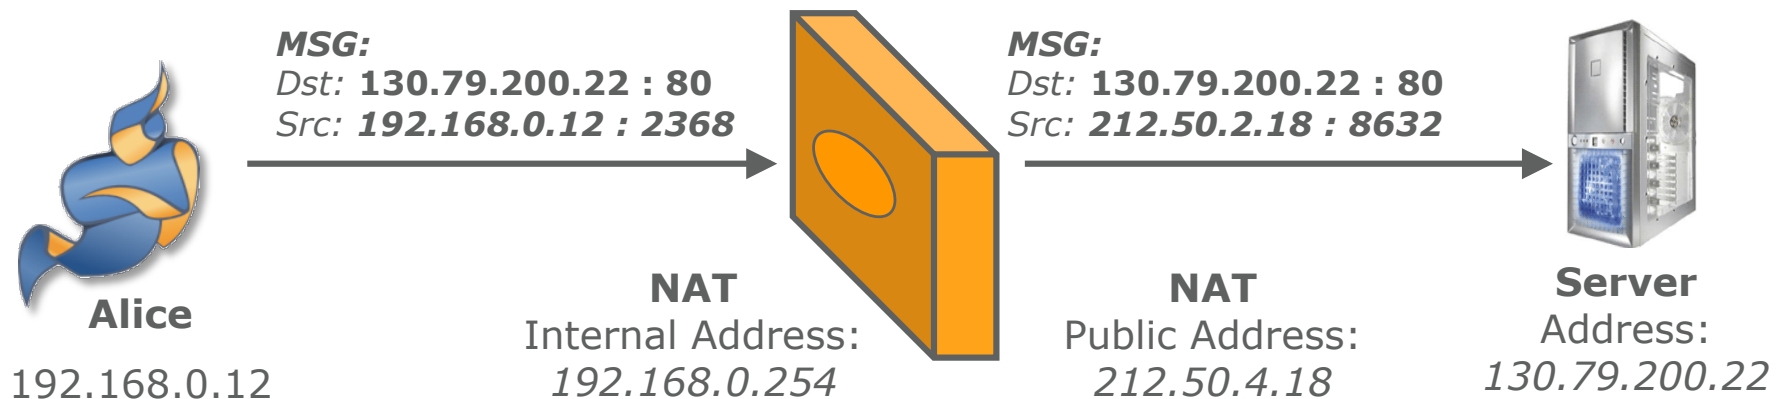 MSG:
Dst: 130.79.200.22 : 80
Src: 192.168.0.12 : 2368
MSG:
Dst: 130.79.200.22 : 80
Src: 212.50.2.18 : 8632
Alice
192.168.0.12
NAT
Internal Address:
192.168.0.254
NAT
Public Address:
212.50.4.18
Server
Address:
130.79.200.22